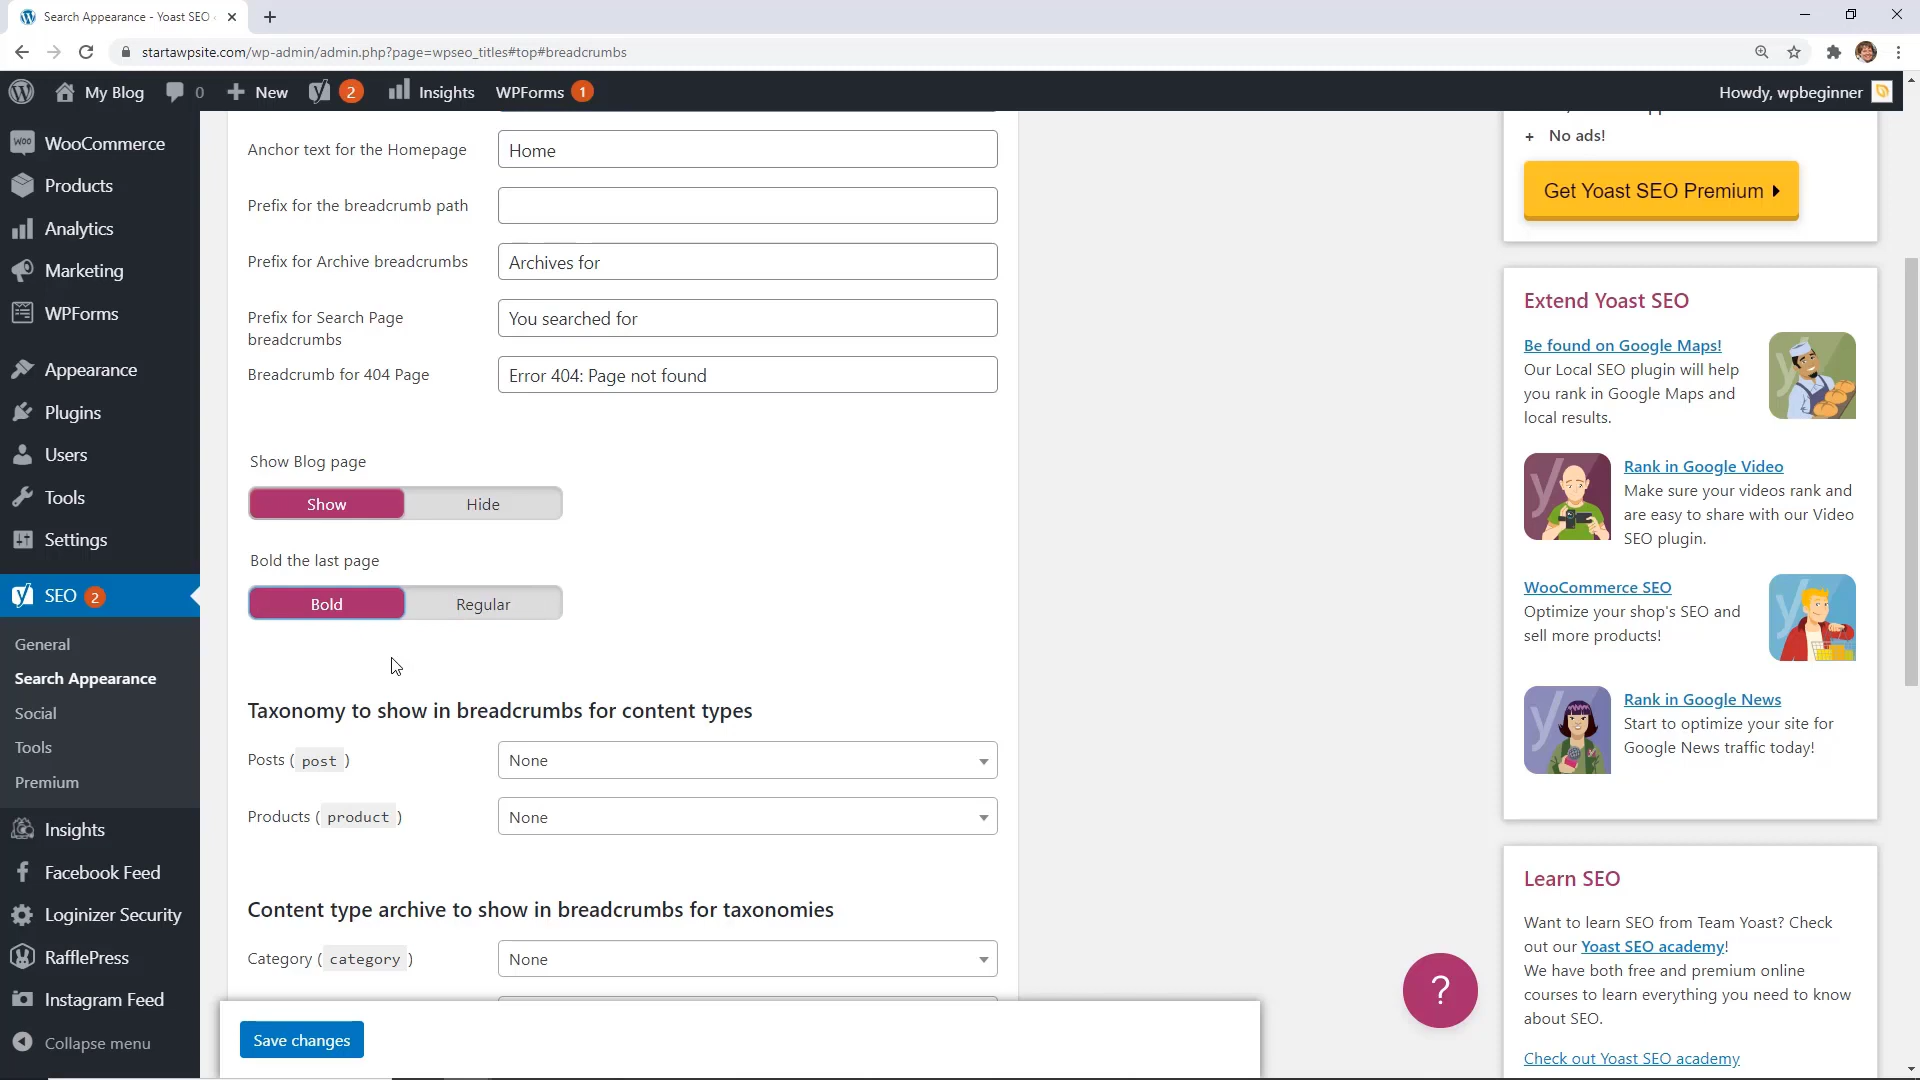 Search Appearance - Yoast SEO
startawpsite.com/wp-admin/admin.php?page=wpseo_titles#top#breadcrumbs
My Blog
0
New
2
Insights
WPForms 1
Howdy, wpbeginner
WooCommerce
Products
Analytics
Marketing
WPForms
Appearance
Plugins
Users
Tools
Settings
SEO 2
General
Search Appearance
Social
Tools
Premium
Insights
Facebook Feed
Loginizer Security
RafflePress
Instagram Feed
Collapse menu
Anchor text for the Homepage
Home
Prefix for the breadcrumb path
Prefix for Archive breadcrumbs
Archives for
Prefix for Search Page
breadcrumbs
You searched for
Breadcrumb for 404 Page
Error 404: Page not found
Show Blog page
Show
Hide
Bold the last page
Bold
Regular
Taxonomy to show in breadcrumbs for content types
Posts ( post )
None
Products ( product )
None
Content type archive to show in breadcrumbs for taxonomies
Category ( category )
None
Save changes
+ No ads!
Get Yoast SEO Premium
Extend Yoast SEO
Be found on Google Maps!
Our Local SEO plugin will help
you rank in Google Maps and
local results.
Rank in Google Video
Make sure your videos rank and
are easy to share with our Video
SEO plugin.
WooCommerce SEO
Optimize your shop's SEO and
sell more products!
Rank in Google News
Start to optimize your site for
Google News traffic today!
Learn SEO
Want to learn SEO from Team Yoast? Check
out our Yoast SEO academy!
We have both free and premium online
courses to learn everything you need to know
about SEO.
Check out Yoast SEO academy
?